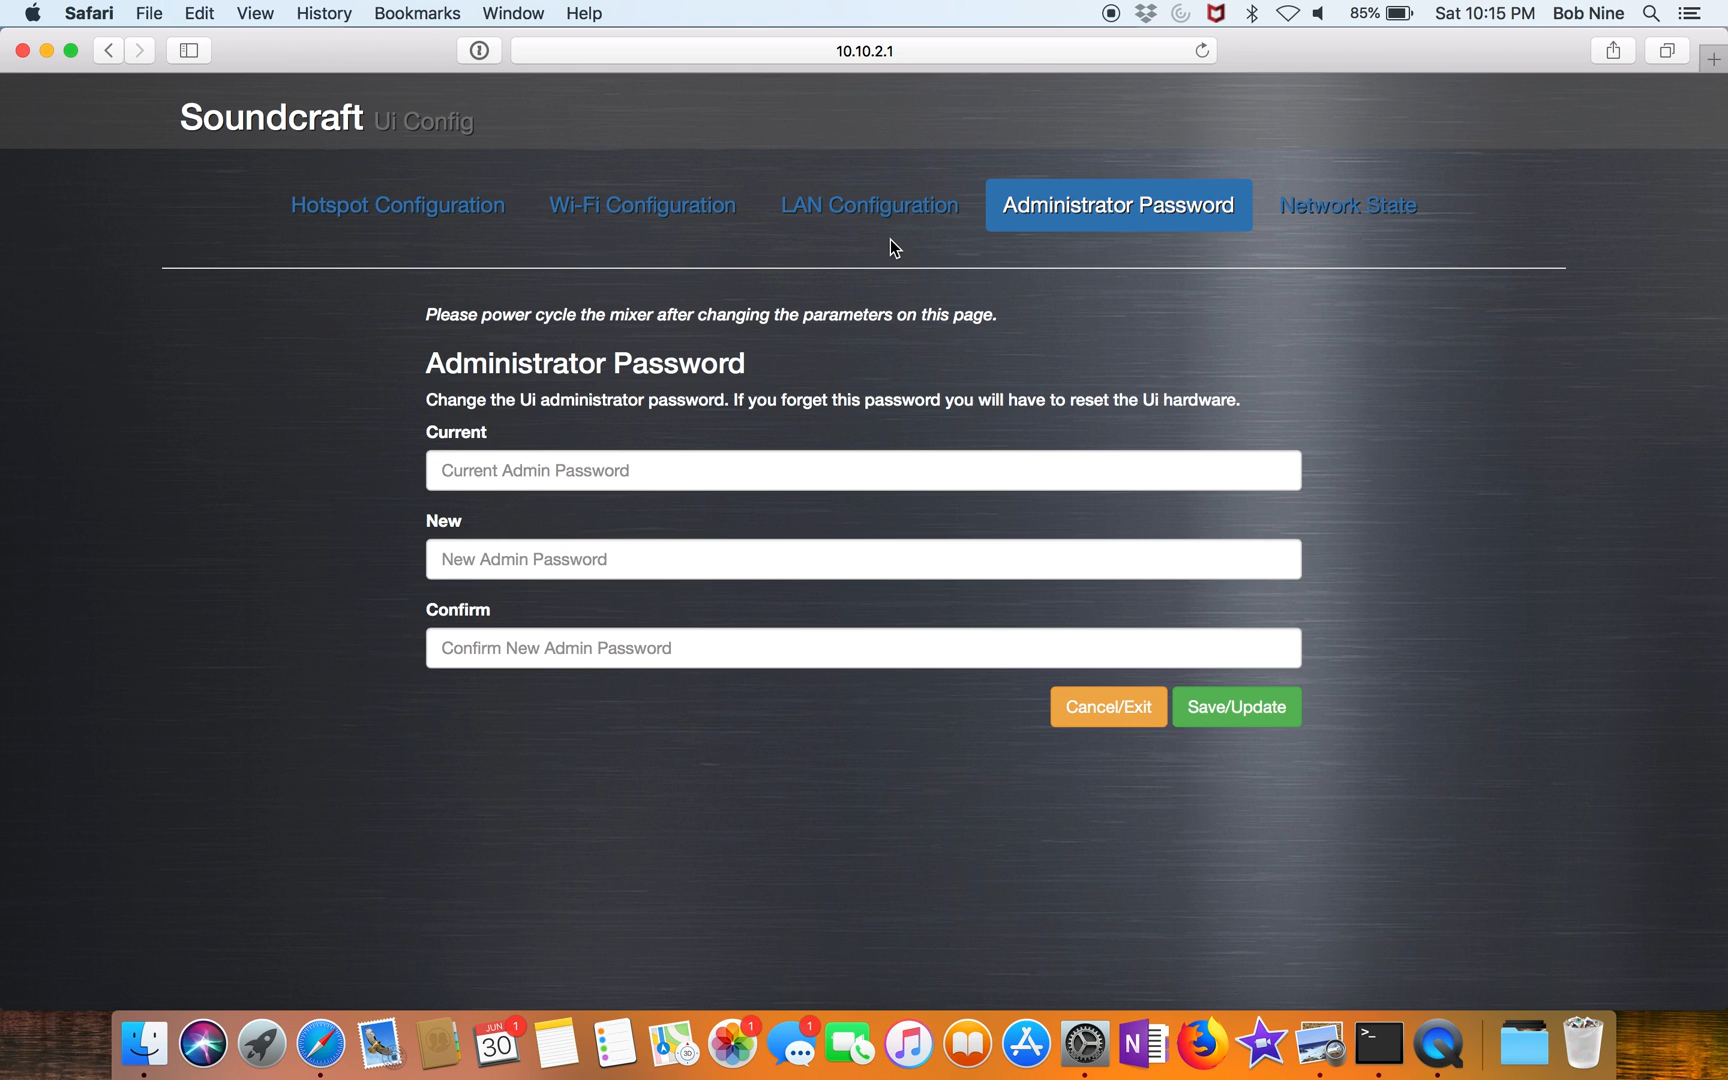 Safari File Edit View History Bookmarks Window Help 85% Sat 10:15 PM Bob Nine
10.10.2.1
Soundcraft Ui Config
Hotspot Configuration Wi-Fi Configuration LAN Configuration Administrator Password Network State
Please power cycle the mixer after changing the parameters on this page.
Administrator Password
Change the Ui administrator password. If you forget this password you will have to reset the Ui hardware.
Current
Current Admin Password
New
New Admin Password
Confirm
Confirm New Admin Password
Cancel/Exit Save/Update
JUN 1 1 1
30 3D N >_